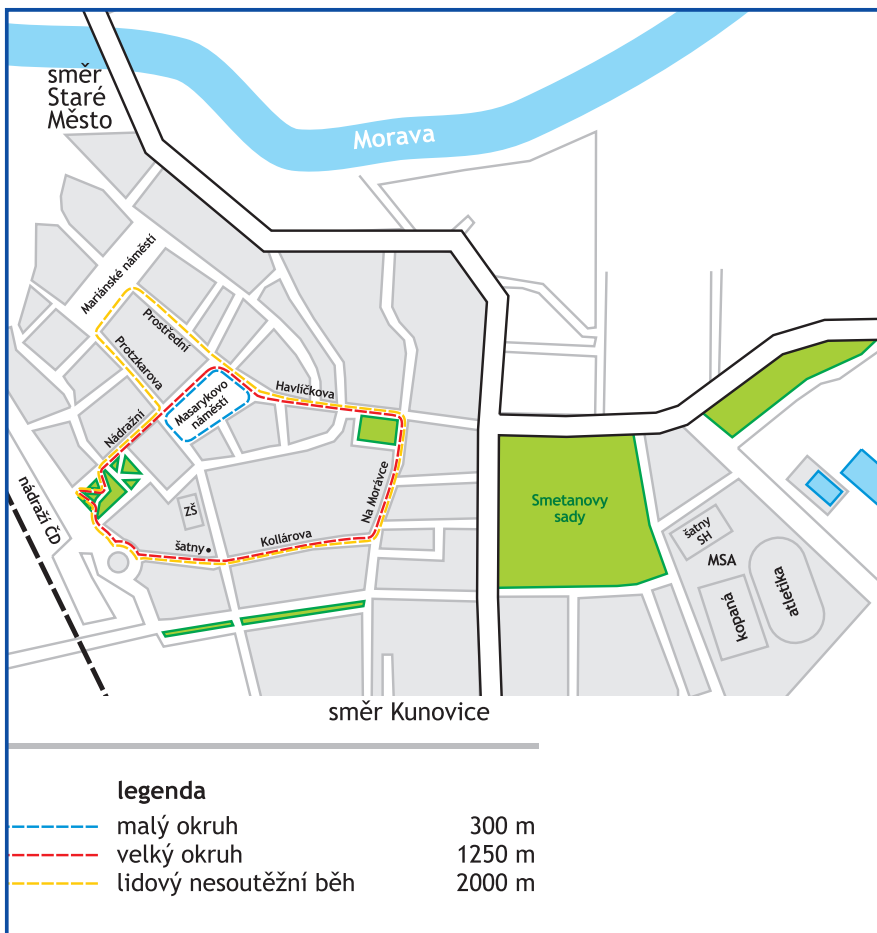 směr
Staré
Město
Morava
Mariánské náměstí
Prostřední
Protzkarova
Masarykovo
náměstí
Havlíčkova
Nádražní
nádraží ČD
ZŠ
Na Morávce
šatny
Kollárova
Smetanovy
sady
šatny
SH
MSA
kopaná
atletika
směr Kunovice
legenda
malý okruh 300 m
velký okruh 1250 m
lidový nesoutěžní běh 2000 m